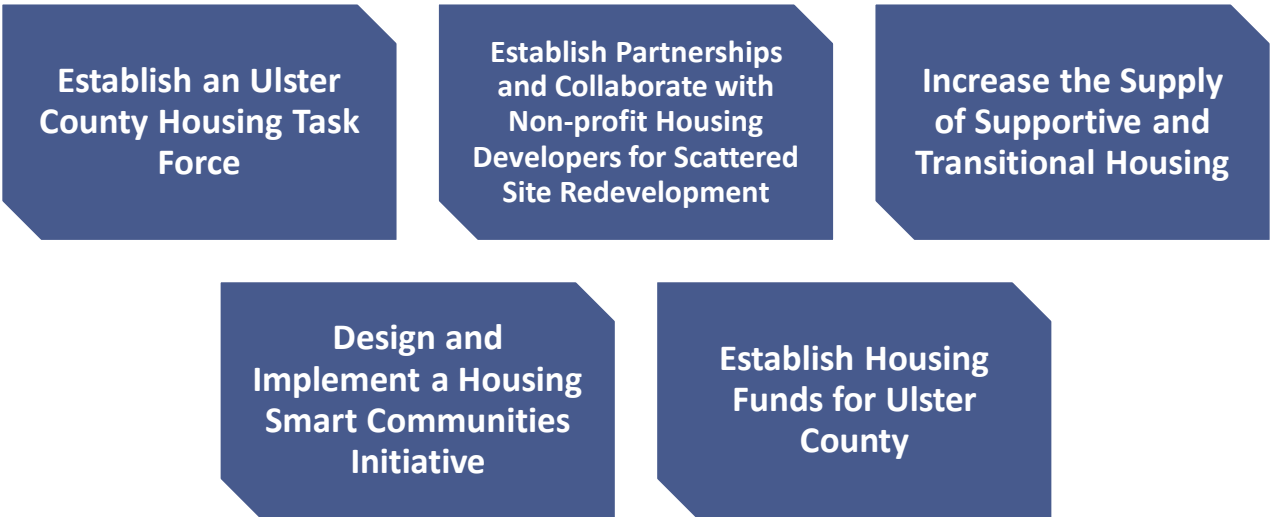 Establish an Ulster
County Housing Task
Force
Establish Partnerships
and Collaborate with
Non-profit Housing
Developers for Scattered
Site Redevelopment
Increase the Supply
of Supportive and
Transitional Housing
Design and
Implement a Housing
Smart Communities
Initiative
Establish Housing
Funds for Ulster
County